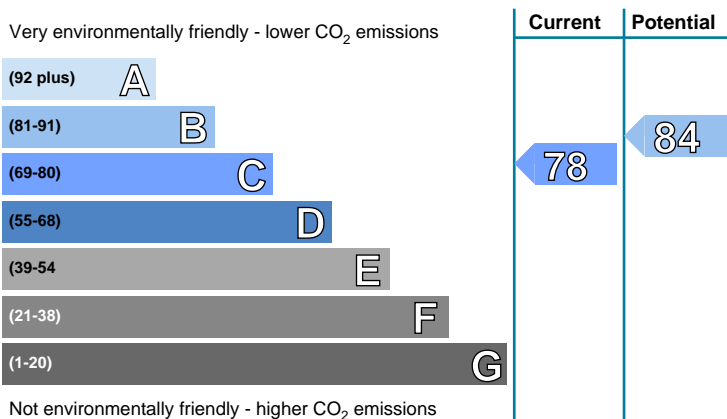 Very environmentally friendly - lower CO2 emissions
Current
Potential
(92 plus) A
(81-91) B
(69-80) C
(55-68) D
(39-54 E
(21-38) F
(1-20) G
78
84
Not environmentally friendly - higher CO2 emissions